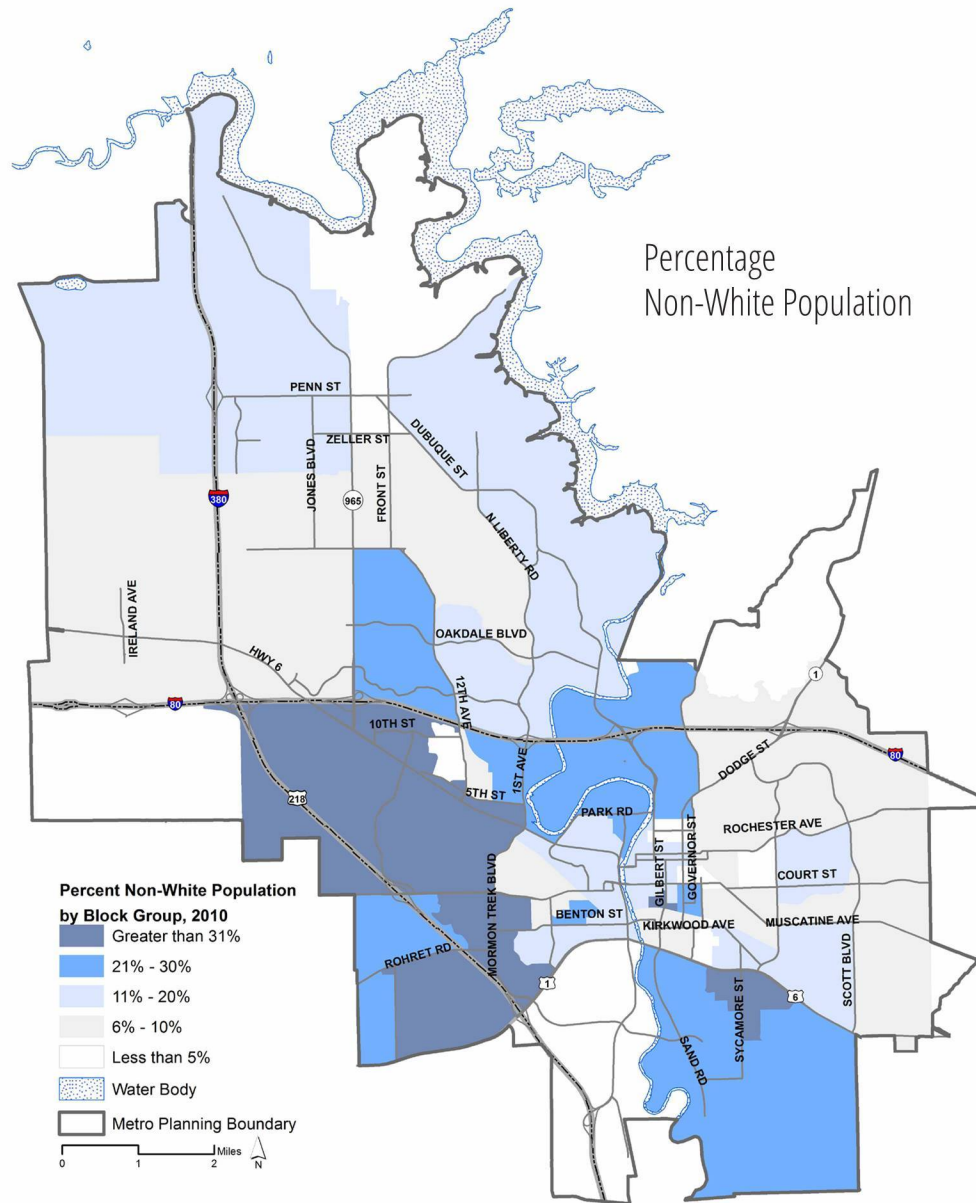 Percentage
Non-White Population
PENN ST
ZELLER ST
DUBUQUE ST
JONES BLVD
FRONT ST
380
965
N LIBERTY RD
IRELAND AVE
OAKDALE BLVD
HWY 6
12TH AVE
1
80
10TH ST
1ST AVE
DODGE ST
80
218
5TH ST
PARK RD
ROCHESTER AVE
GILBERT ST
GOVERNOR ST
COURT ST
MORMON TREK BLVD
BENTON ST
KIRKWOOD AVE
MUSCATINE AVE
ROHRET RD
SCOTT BLVD
1
6
SYCAMORE ST
SAND RD
Percent Non-White Population
by Block Group, 2010
Greater than 31%
21% - 30%
11% - 20%
6% - 10%
Less than 5%
Water Body
Metro Planning Boundary
Miles
0 1 2
N